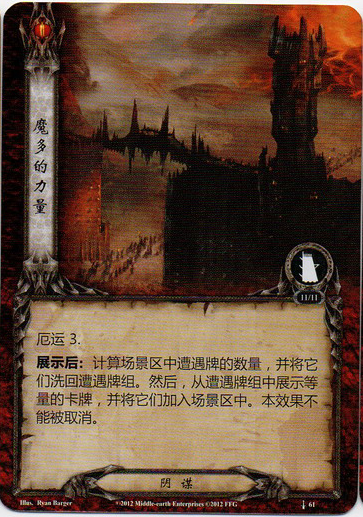 魔多的力量
11/11
厄运 3.
展示后：计算场景区中遭遇牌的数量，并将它
们洗回遭遇牌组。然后，从遭遇牌组中展示等
量的卡牌，并将它们加入场景区中。本效果不
能被取消。
阴谋
Illus. Ryan Barger
©2012 Middle-earth Enterprises ©2012 FFG
61